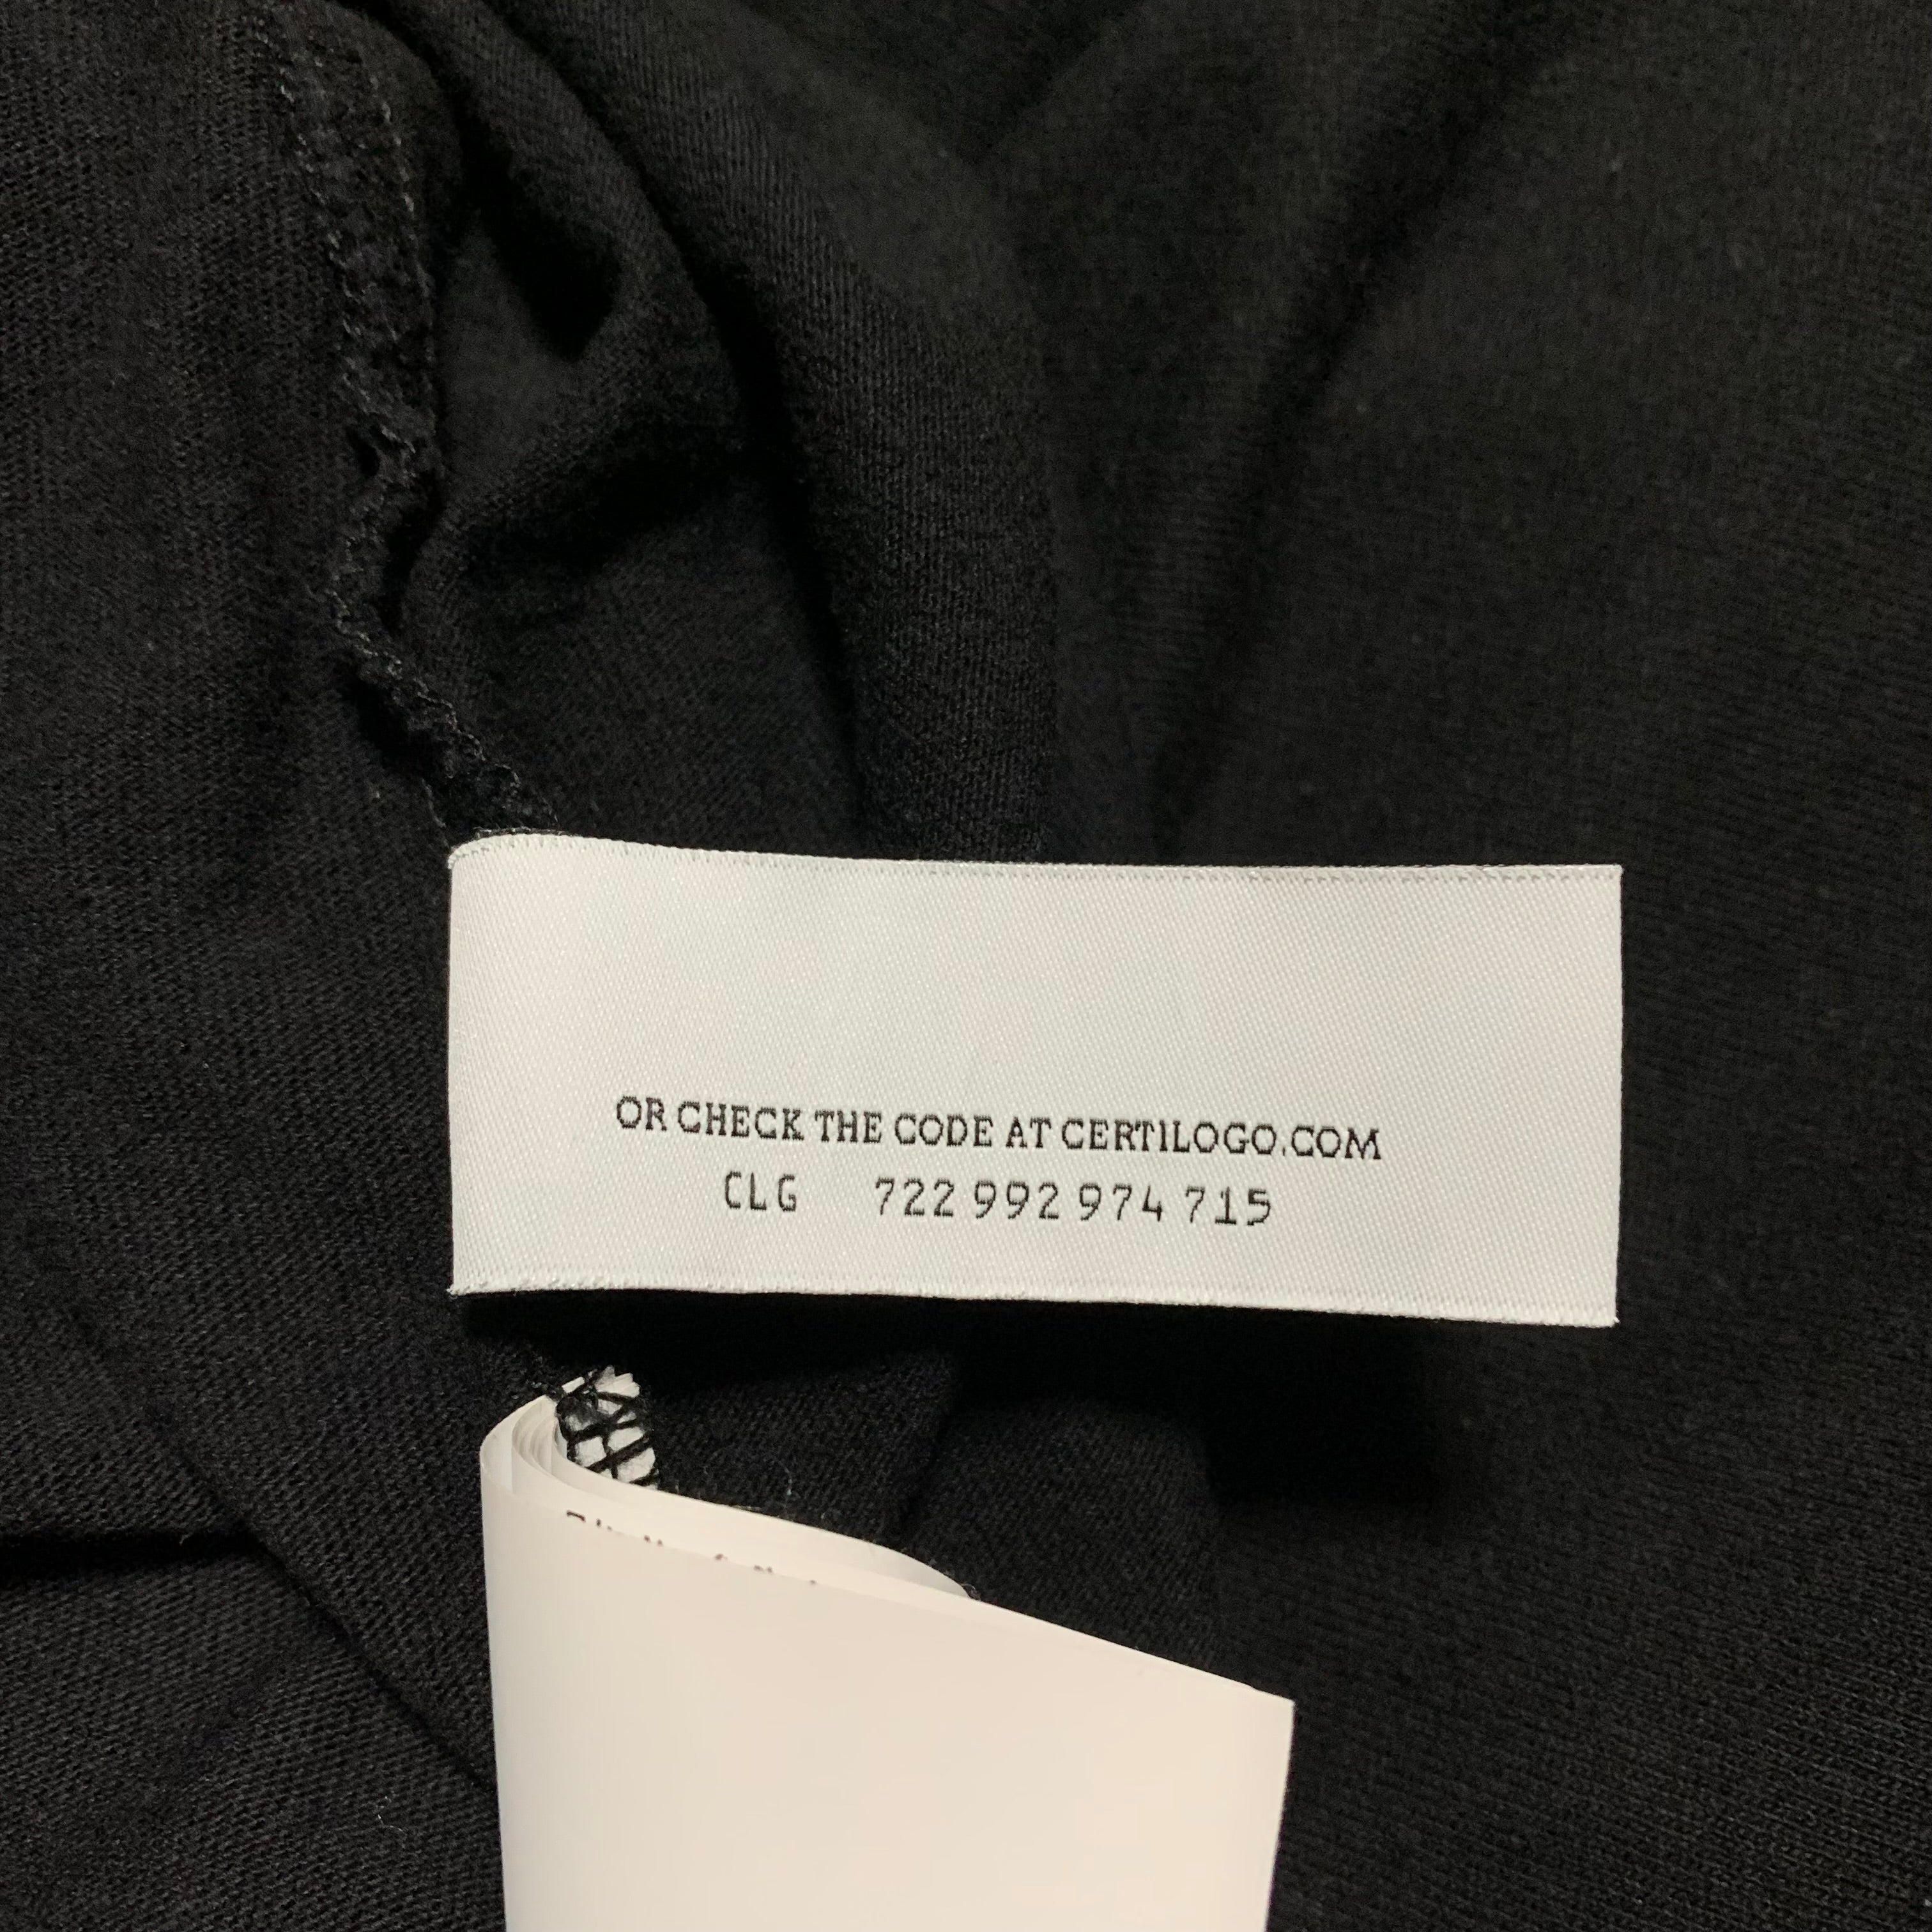 OR CHECK THE CODE AT CERTILOGO.COM
CLG 722 992 974 715